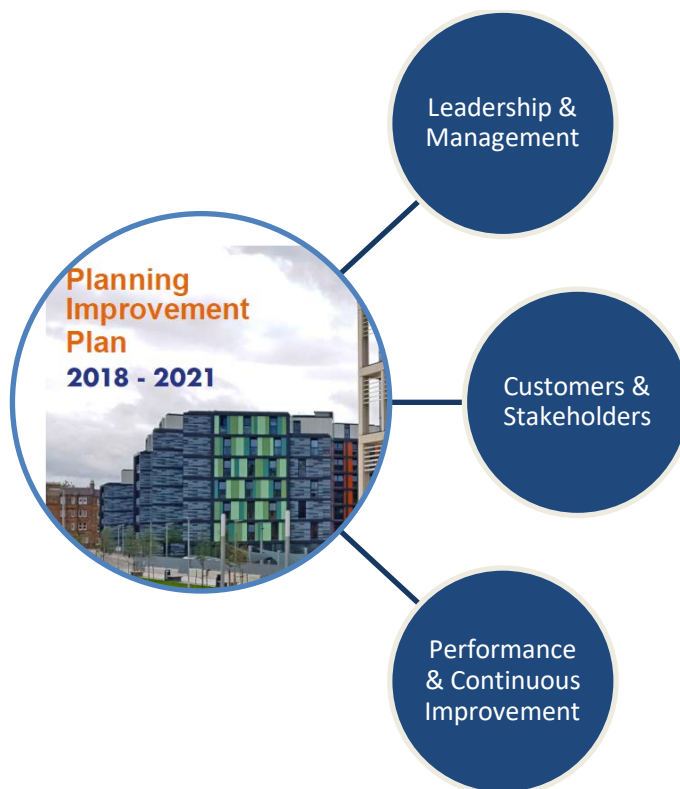 Planning
Improvement
Plan
2018 - 2021
Leadership &
Management
Customers &
Stakeholders
Performance
& Continuous
Improvement